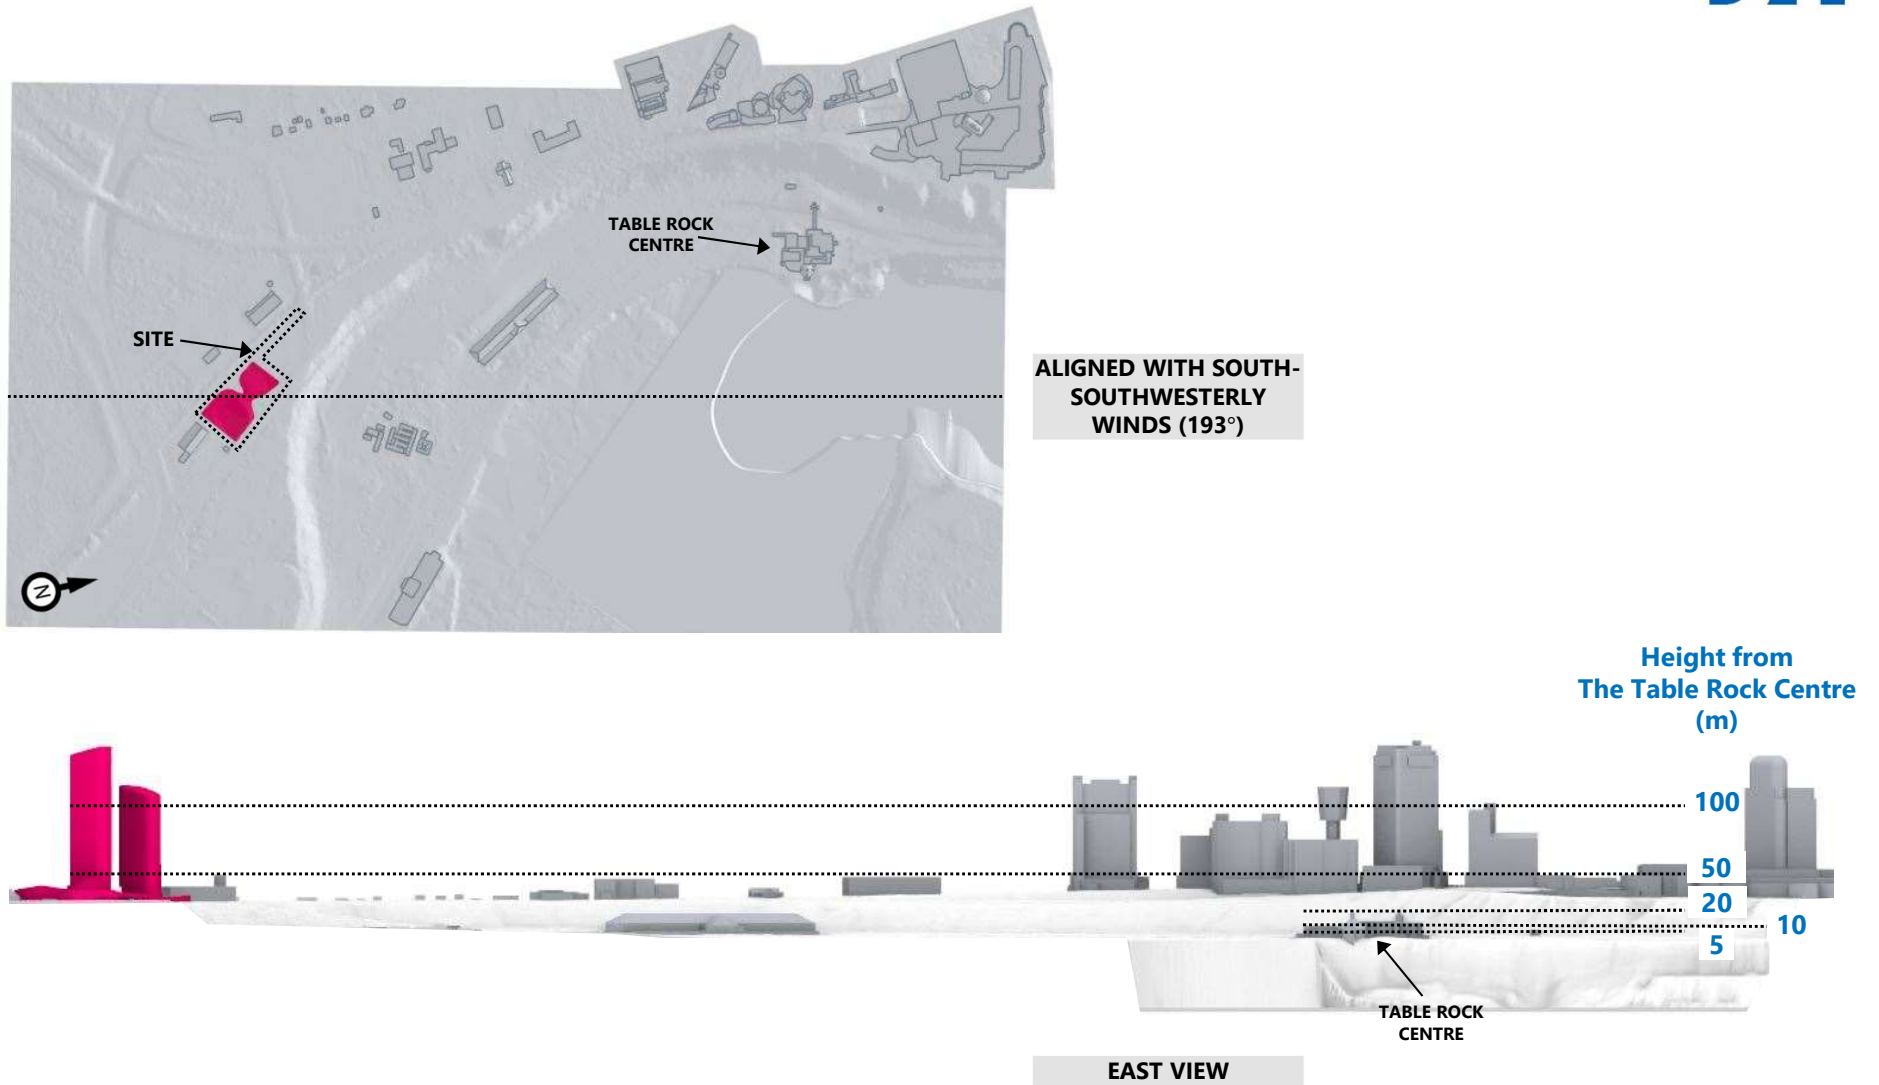 TABLE ROCK
CENTRE
SITE
ALIGNED WITH SOUTH-
SOUTHWESTERLY
WINDS (193°)
N
Height from
The Table Rock Centre
(m)
100
50
20
10
5
TABLE ROCK
CENTRE
EAST VIEW